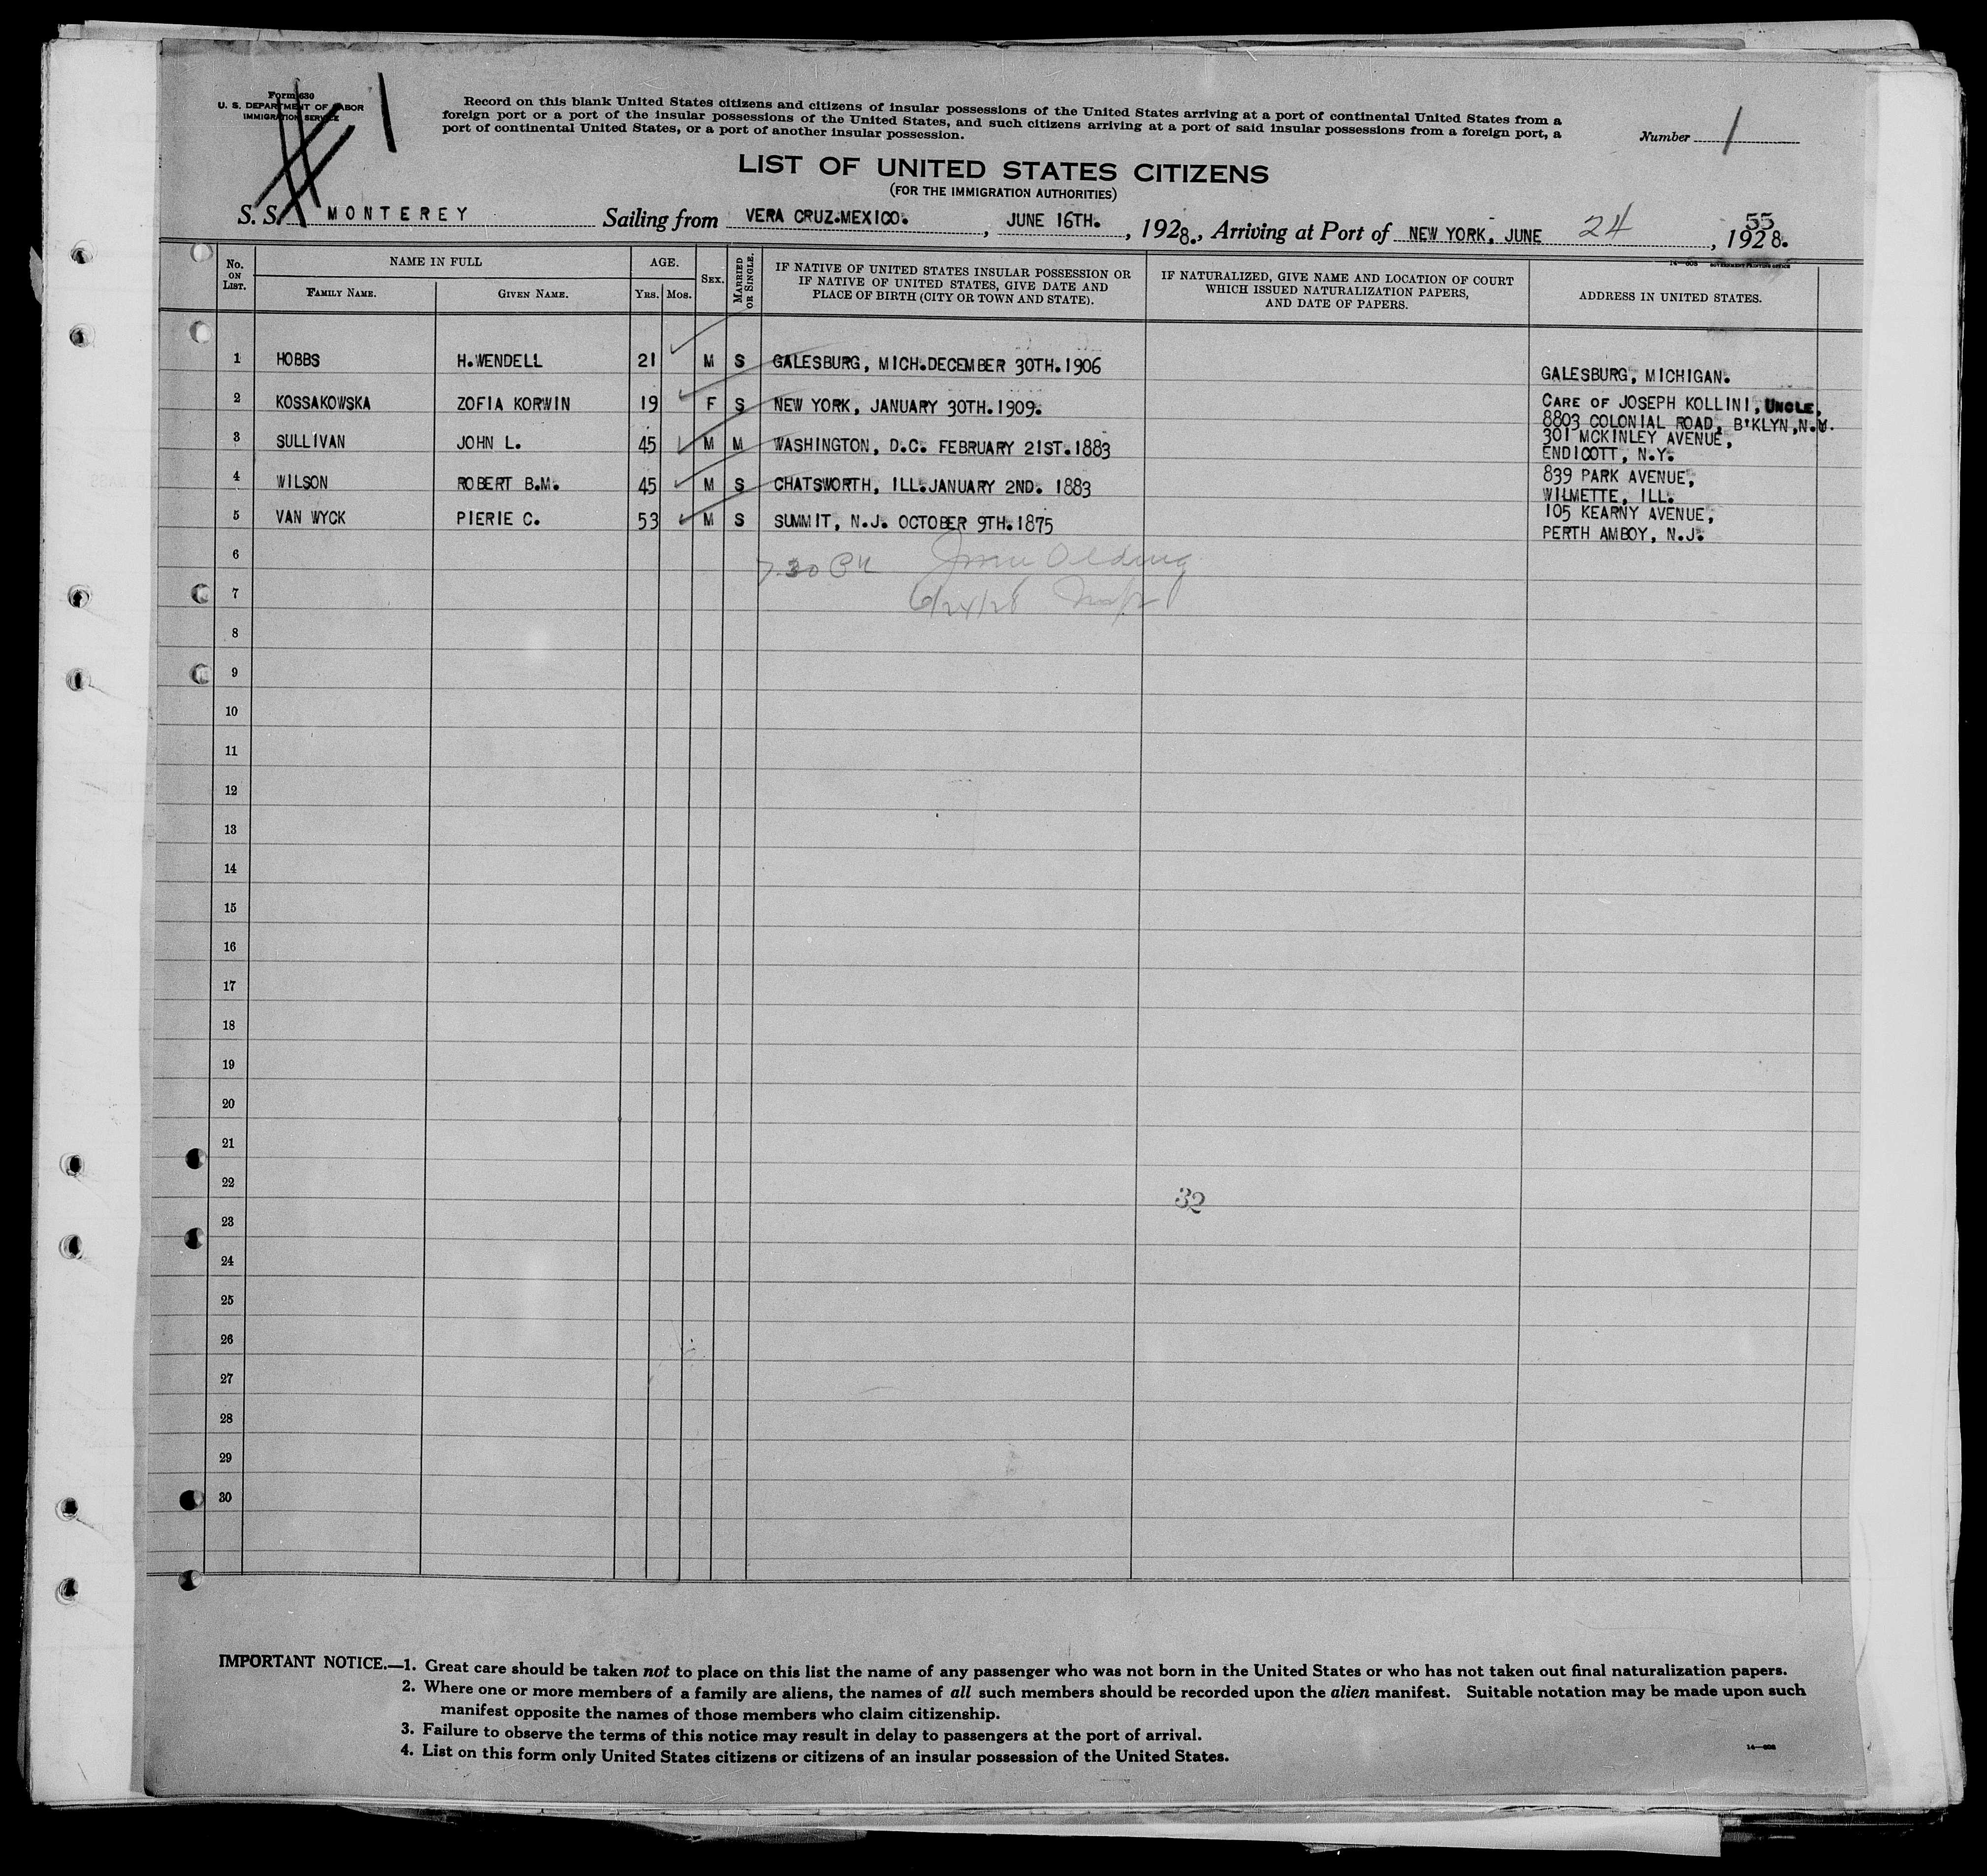 Form 630
U. S. DEPARTMENT OF LABOR
IMMIGRATION SERVICE
1
Record on this blank United States citizens and citizens of insular possessions of the United States arriving at a port of continental United States from a
foreign port or a port of the insular possessions of the United States, and such citizens arriving at a port of said insular possessions from a foreign port, a
port of continental United States, or a port of another insular possession.
Number 1
LIST OF UNITED STATES CITIZENS
(FOR THE IMMIGRATION AUTHORITIES)
55
S. S. MONTEREY Sailing from VERA CRUZ.MEXICO. , JUNE 16TH. , 1928., Arriving at Port of NEW YORK, JUNE 24 , 1928.
14—608 GOVERNMENT PRINTING OFFICE
No. ON LIST. NAME IN FULL AGE. SEX. MARRIED OR SINGLE. IF NATIVE OF UNITED STATES INSULAR POSSESSION OR IF NATIVE OF UNITED STATES, GIVE DATE AND PLACE OF BIRTH (CITY OR TOWN AND STATE). IF NATURALIZED, GIVE NAME AND LOCATION OF COURT WHICH ISSUED NATURALIZATION PAPERS, AND DATE OF PAPERS. ADDRESS IN UNITED STATES.
FAMILY NAME. GIVEN NAME. YRS. MOS.
1 HOBBS H.WENDELL 21 M S GALESBURG, MICH.DECEMBER 30TH.1906
GALESBURG, MICHIGAN.
2 KOSSAKOWSKA ZOFIA KORWIN 19 F S NEW YORK, JANUARY 30TH.1909. CARE OF JOSEPH KOLLINI, UNCLE,
8803 COLONIAL ROAD, B'KLYN,N.Y.
3 SULLIVAN JOHN L. 45 M M WASHINGTON, D.C. FEBRUARY 21ST.1883 301 MCKINLEY AVENUE,
ENDICOTT, N.Y.
4 WILSON ROBERT B.M. 45 M S CHATSWORTH, ILL.JANUARY 2ND. 1883 839 PARK AVENUE,
WILMETTE, ILL.
5 VAN WYCK PIERIE C. 53 M S SUMMIT, N.J. OCTOBER 9TH.1875 105 KEARNY AVENUE,
PERTH AMBOY, N.J.
6
7.30
7 6/24/28
8
9
10
11
12
13
14
15
16
17
18
19
20
21
22
32
23
24
25
26
27
28
29
30
IMPORTANT NOTICE.—1. Great care should be taken not to place on this list the name of any passenger who was not born in the United States or who has not taken out final naturalization papers.
2. Where one or more members of a family are aliens, the names of all such members should be recorded upon the alien manifest. Suitable notation may be made upon such
manifest opposite the names of those members who claim citizenship.
3. Failure to observe the terms of this notice may result in delay to passengers at the port of arrival.
4. List on this form only United States citizens or citizens of an insular possession of the United States.
14—608